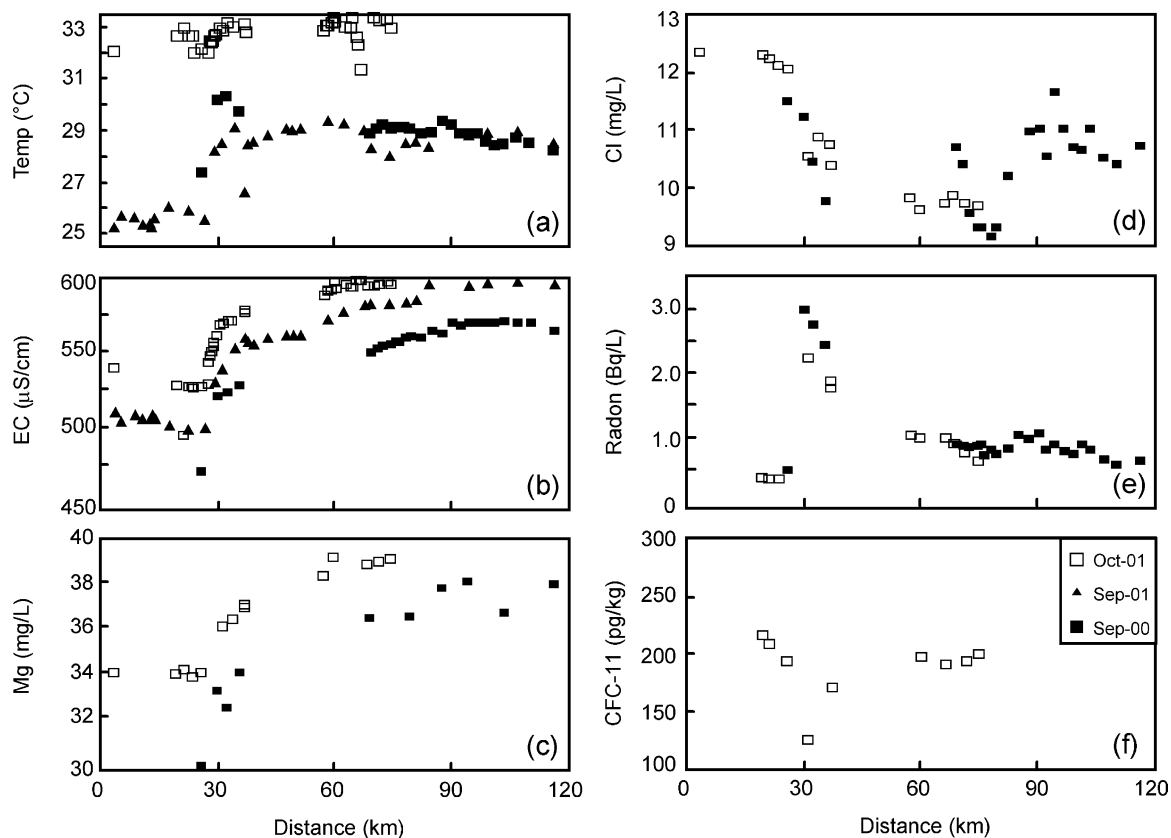 33
31
29
27
25
Temp (°C)
(a)
600
550
500
450
EC (µS/cm)
(b)
40
38
36
34
32
30
Mg (mg/L)
(c)
0 30 60 90 120
Distance (km)
13
12
11
10
9
Cl (mg/L)
(d)
3.0
2.0
1.0
0
Radon (Bq/L)
(e)
300
250
200
150
100
CFC-11 (pg/kg)
Oct-01
Sep-01
Sep-00
(f)
0 30 60 90 120
Distance (km)